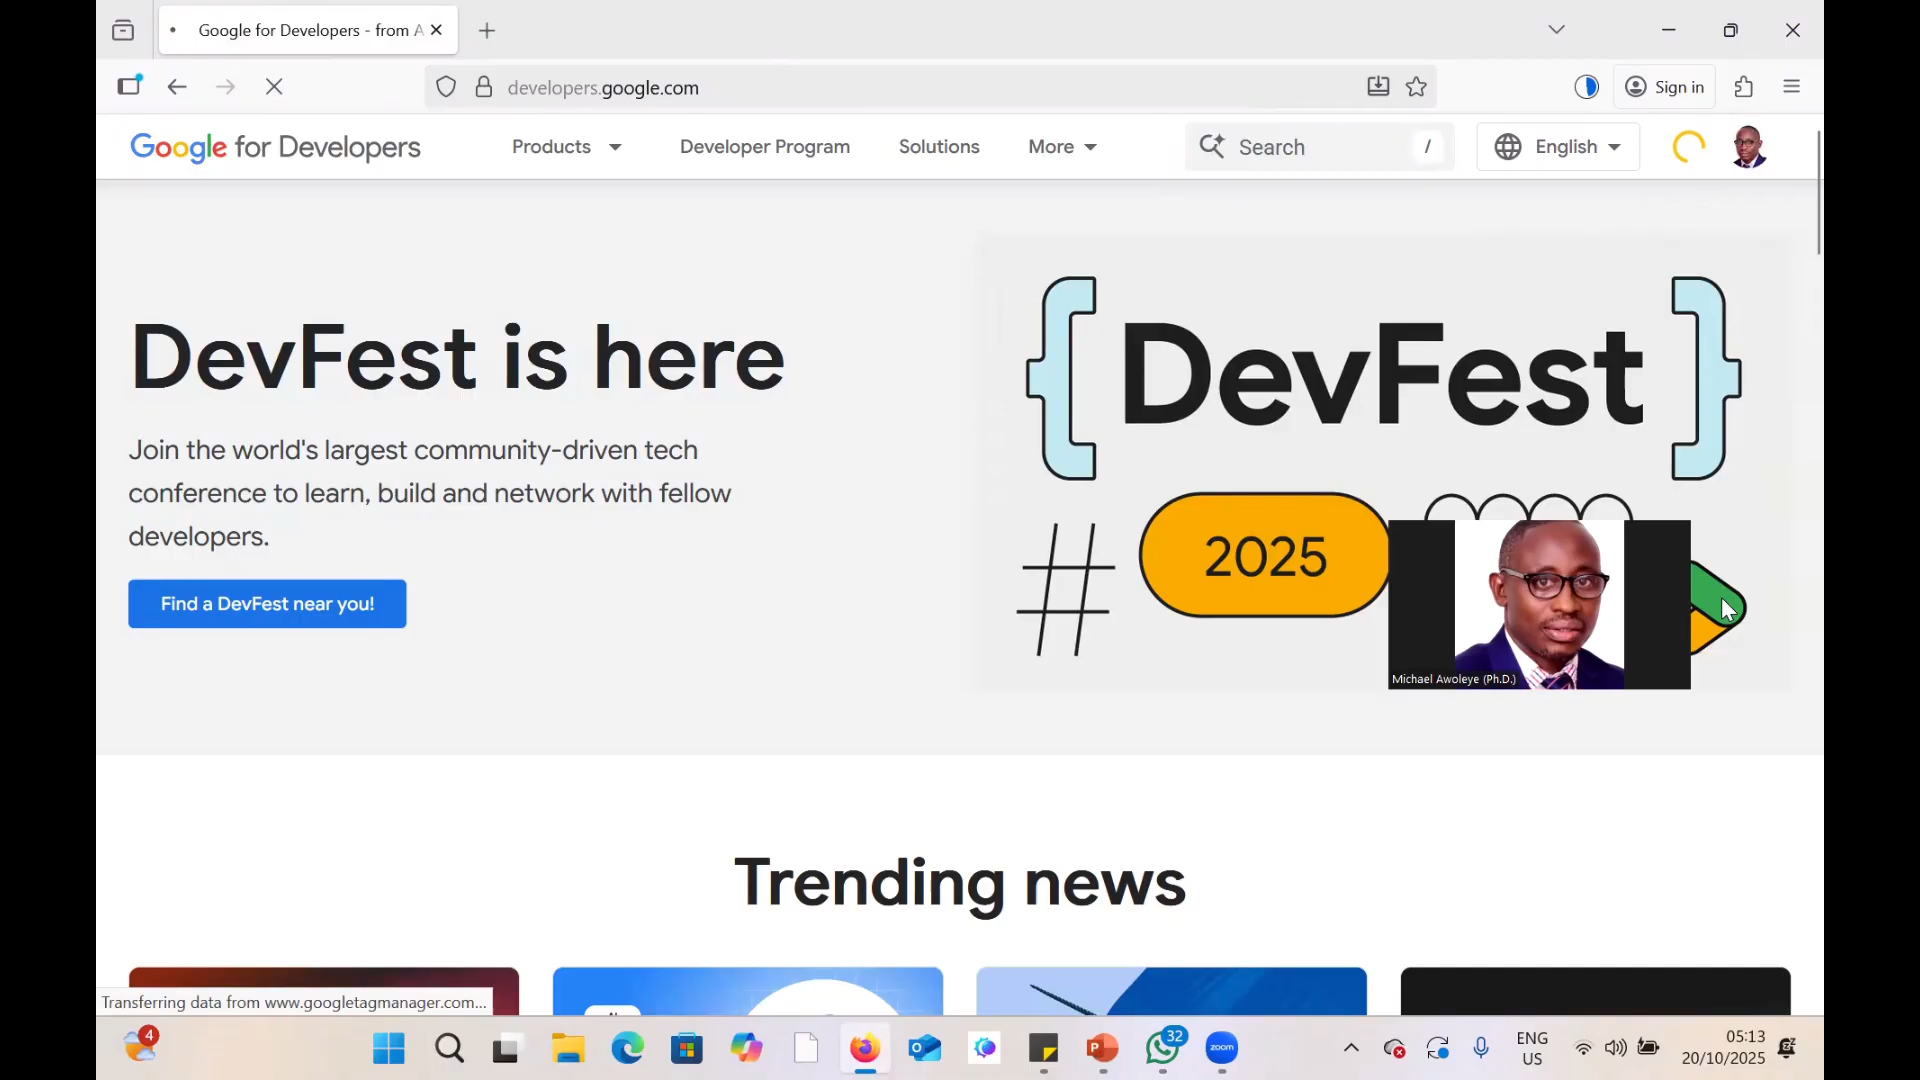 Google for Developers - from A
developers.google.com
Sign in
Google for Developers
Products
Developer Program
Solutions
More
Search
/
English
DevFest is here
Join the world's largest community-driven tech
conference to learn, build and network with fellow
developers.
Find a DevFest near you!
{ DevFest }
#
2025
Michael Awoleye (Ph.D.)
Trending news
Transferring data from www.googletagmanager.com...
4
32
zoom
ENG
US
05:13
20/10/2025